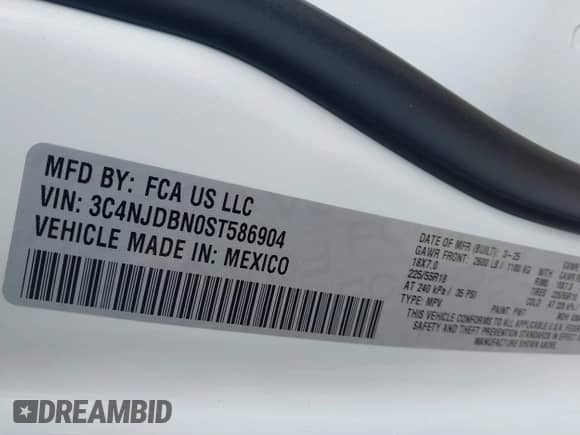 MFD BY: FCA US LLC
VIN: 3C4NJDBN0ST586904
VEHICLE MADE IN: MEXICO
DATE OF MFR (BUILT): 3-25
GAWR FRONT: 2600 LB / 1180 KG
18X7.0
225/55R18
AT 240 kPa / 35 PSI
TYPE: MPV
THIS VEHICLE CONFORMS TO ALL APPLICABLE
SAFETY AND THEFT PREVENTION STANDARDS IN EFFECT
MANUFACTURE SHOWN ABOVE.
PAINT: PW7
DREAMBID